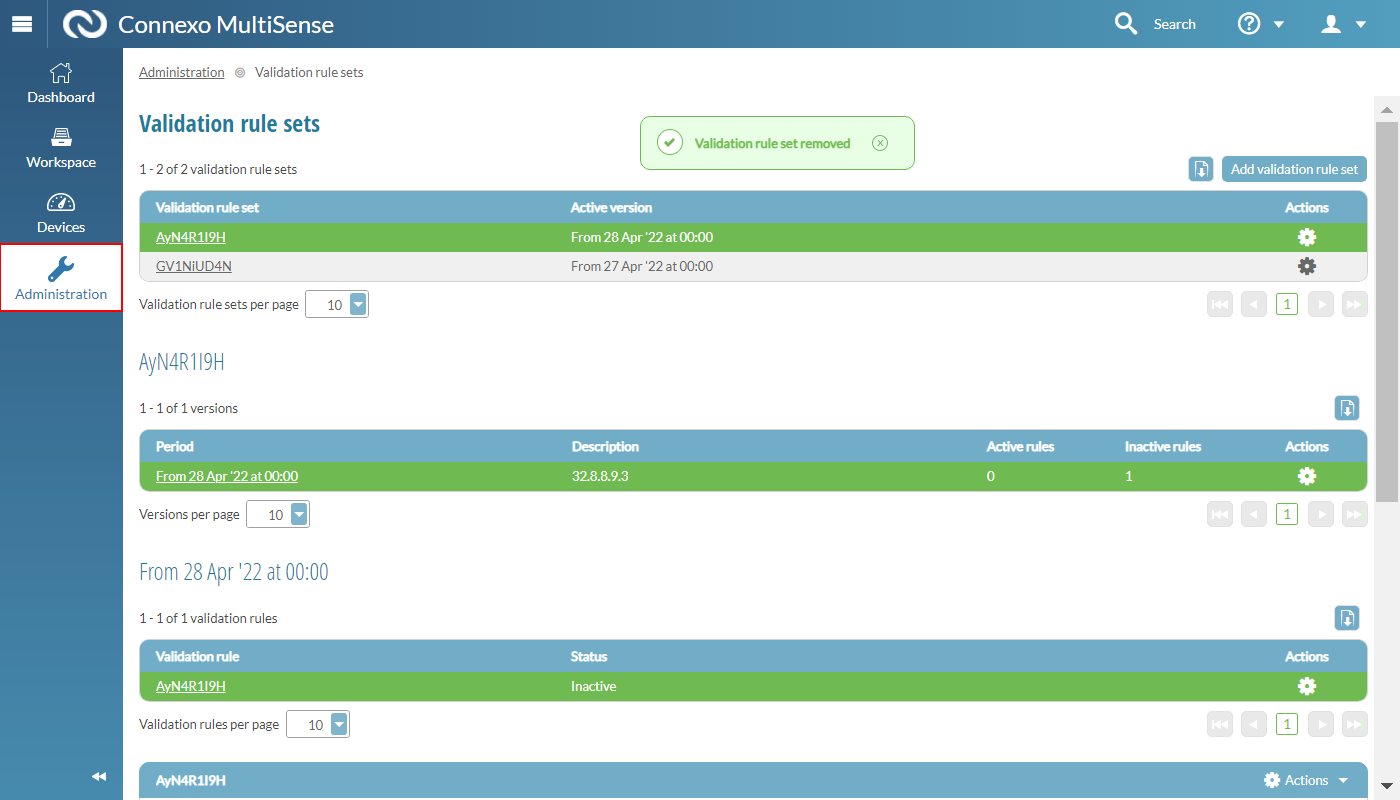 Connexo MultiSense
Search
Dashboard
Workspace
Devices
Administration
Administration Validation rule sets
Validation rule sets
Validation rule set removed
1 - 2 of 2 validation rule sets
Add validation rule set
Validation rule set Active version Actions
AyN4R1I9H From 28 Apr '22 at 00:00
GV1NiUD4N From 27 Apr '22 at 00:00
Validation rule sets per page 10 1
AyN4R1I9H
1 - 1 of 1 versions
Period Description Active rules Inactive rules Actions
From 28 Apr '22 at 00:00 32.8.8.9.3 0 1
Versions per page 10 1
From 28 Apr '22 at 00:00
1 - 1 of 1 validation rules
Validation rule Status Actions
AyN4R1I9H Inactive
Validation rules per page 10 1
AyN4R1I9H Actions